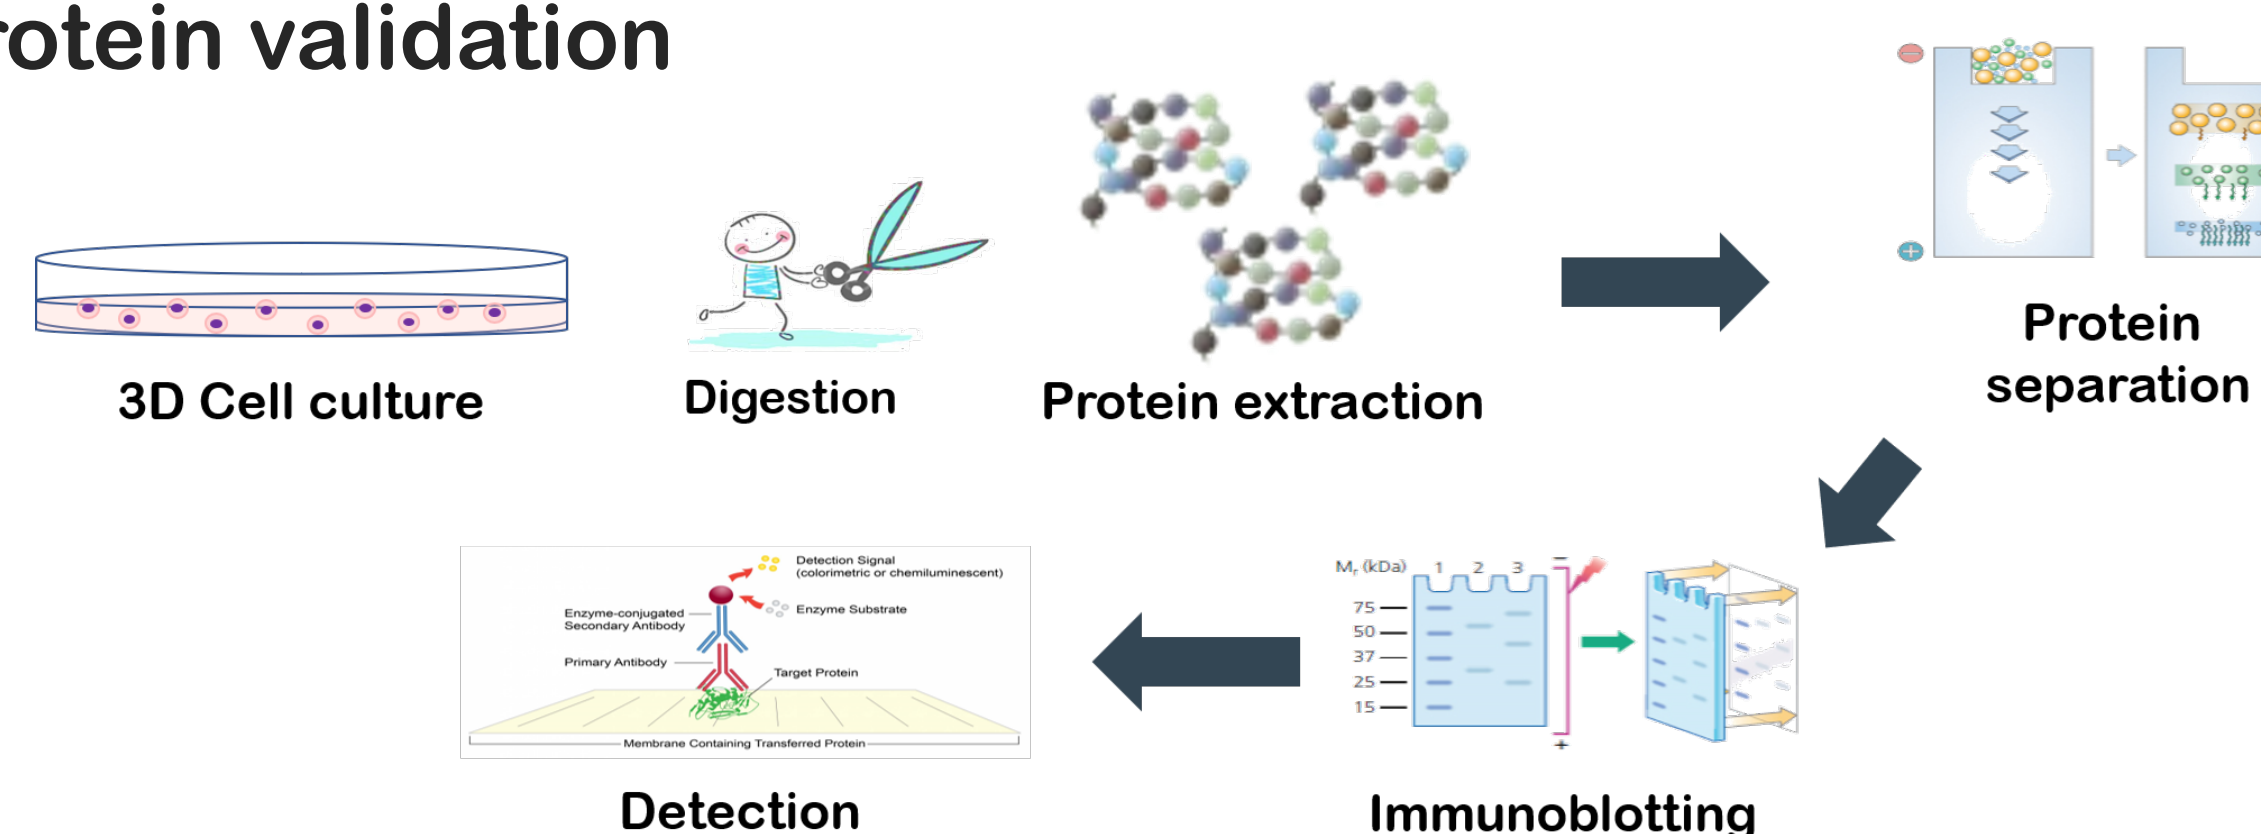 rotein validation
3D Cell culture
Digestion
Protein extraction
Protein
separation
Detection Signal
(colorimetric or chemiluminescent)
Enzyme-conjugated
Secondary Antibody
Enzyme Substrate
Primary Antibody
Target Protein
Membrane Containing Transferred Protein
Detection
Mr (kDa) 1 2 3
75
50
37
25
15
Immunoblotting